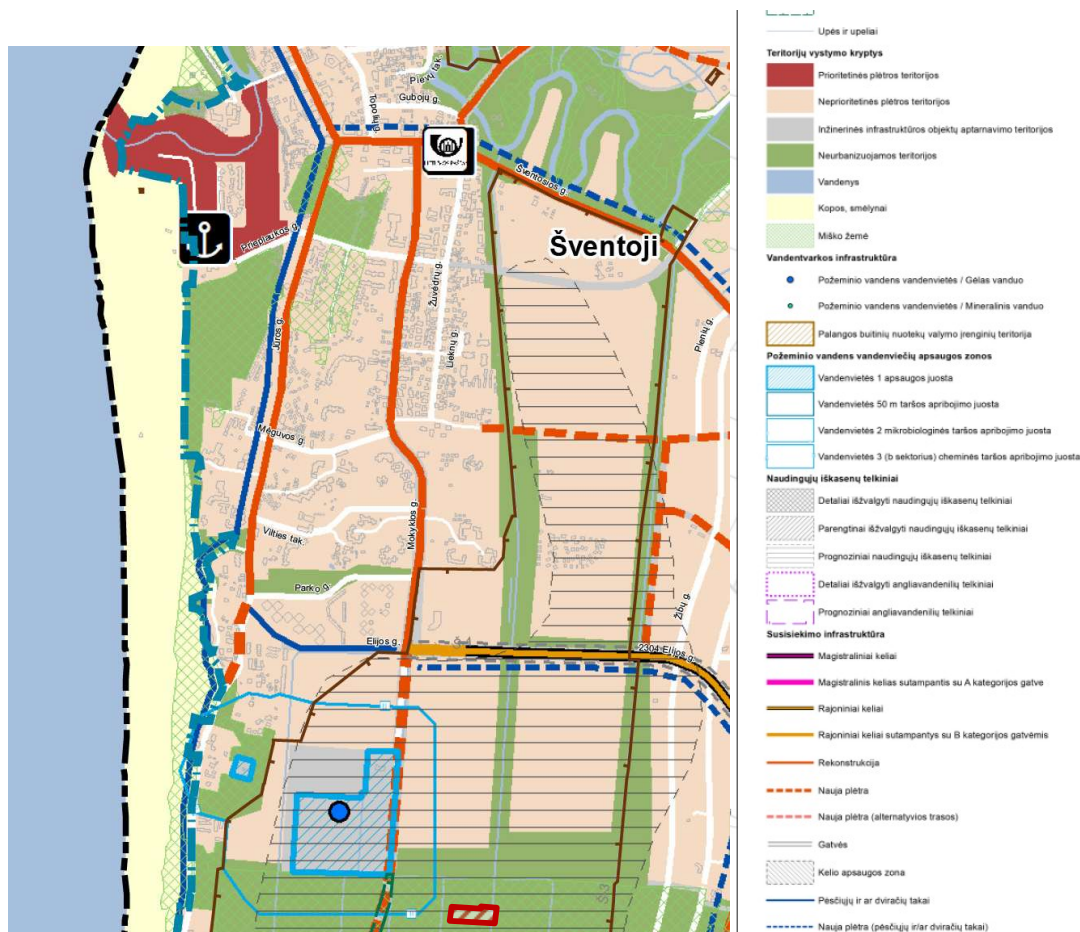 Pievų tak.
Gubojų g.
Topolių g.
Šventosios g.
Šventoji
Prieplaukos g.
Žuvėdrų g.
Lieknų g.
Pienių g.
Jūros g.
Mėguvos g.
Mokyklos g.
Vilties tak.
Parko g.
Žibų g.
Elijos g.
2304 Elijos g.
Upės ir upeliai
Teritorijų vystymo kryptys
Prioritetinės plėtros teritorijos
Neprioritetinės plėtros teritorijos
Inžinerinės infrastruktūros objektų aptarnavimo teritorijos
Neurbanizuojamos teritorijos
Vandenys
Kopos, smėlynai
Miško žemė
Vandentvarkos infrastruktūra
Požeminio vandens vandenvietės / Gėlas vanduo
Požeminio vandens vandenvietės / Mineralinis vanduo
Palangos buitinių nuotekų valymo įrenginių teritorija
Požeminio vandens vandenviečių apsaugos zonos
Vandenvietės 1 apsaugos juosta
Vandenvietės 50 m taršos apribojimo juosta
Vandenvietės 2 mikrobiologinės taršos apribojimo juosta
Vandenvietės 3 (b sektorius) cheminės taršos apribojimo juosta
Naudingųjų iškasenų telkiniai
Detaliai išžvalgyti naudingųjų iškasenų telkiniai
Parengtinai išžvalgyti naudingųjų iškasenų telkiniai
Prognoziniai naudingųjų iškasenų telkiniai
Detaliai išžvalgyti angliavandenilių telkiniai
Prognoziniai angliavandenilių telkiniai
Susisiekimo infrastruktūra
Magistraliniai keliai
Magistralinis kelias sutampantis su A kategorijos gatve
Rajoniniai keliai
Rajoniniai keliai sutampantys su B kategorijos gatvėmis
Rekonstrukcija
Nauja plėtra
Nauja plėtra (alternatyvios trasos)
Gatvės
Kelio apsaugos zona
Pėsčiųjų ir ar dviračių takai
Nauja plėtra (pėsčiųjų ir/ar dviračių takai)